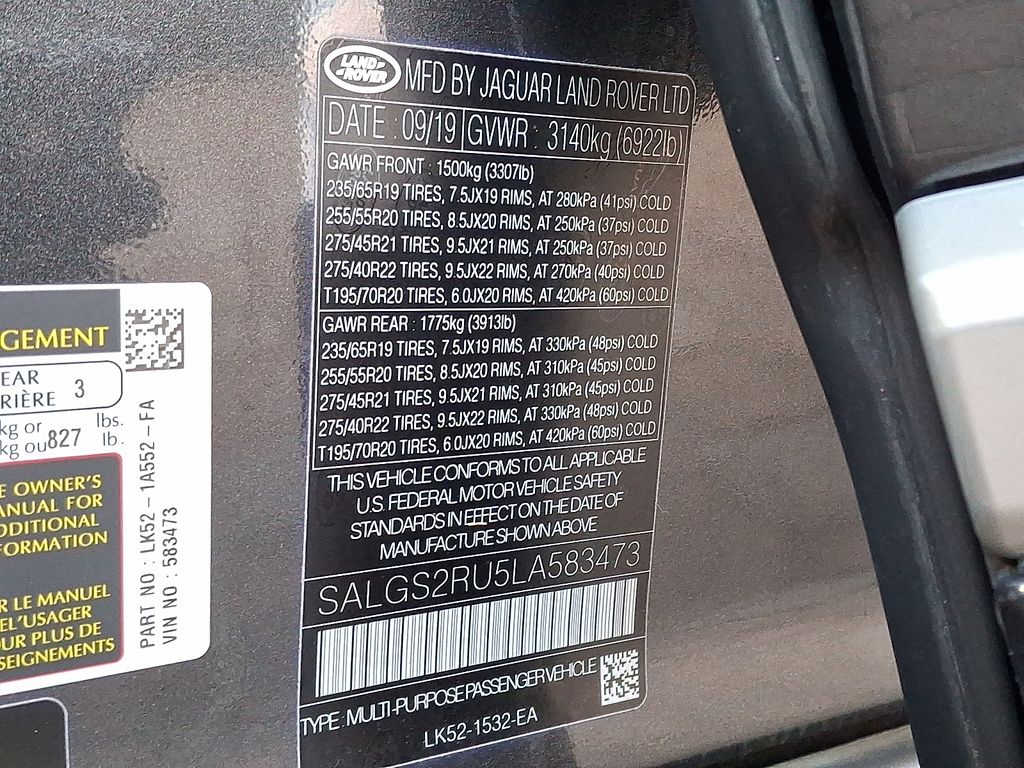 LAND ROVER
MFD BY JAGUAR LAND ROVER LTD
DATE : 09/19 GVWR : 3140kg (6922lb)
GAWR FRONT : 1500kg (3307lb)
235/65R19 TIRES, 7.5JX19 RIMS, AT 280kPa (41psi) COLD
255/55R20 TIRES, 8.5JX20 RIMS, AT 250kPa (37psi) COLD
275/45R21 TIRES, 9.5JX21 RIMS, AT 250kPa (37psi) COLD
275/40R22 TIRES, 9.5JX22 RIMS, AT 270kPa (40psi) COLD
T195/70R20 TIRES, 6.0JX20 RIMS, AT 420kPa (60psi) COLD
GAWR REAR : 1775kg (3913lb)
235/65R19 TIRES, 7.5JX19 RIMS, AT 330kPa (48psi) COLD
255/55R20 TIRES, 8.5JX20 RIMS, AT 310kPa (45psi) COLD
275/45R21 TIRES, 9.5JX21 RIMS, AT 310kPa (45psi) COLD
275/40R22 TIRES, 9.5JX22 RIMS, AT 330kPa (48psi) COLD
T195/70R20 TIRES, 6.0JX20 RIMS, AT 420kPa (60psi) COLD
THIS VEHICLE CONFORMS TO ALL APPLICABLE
U.S. FEDERAL MOTOR VEHICLE SAFETY
STANDARDS IN EFFECT ON THE DATE OF
MANUFACTURE SHOWN ABOVE
SALGS2RU5LA583473
TYPE : MULTI-PURPOSE PASSENGER VEHICLE
LK52-1532-EA
GEMENT
EAR
RIÈRE 3
kg or lbs.
kg ou 827 lb.
E OWNER'S
ANUAL FOR
DDITIONAL
FORMATION
R LE MANUEL
EL'USAGER
OUR PLUS DE
SEIGNEMENTS
PART NO : LK52-1A552-FA
VIN NO : 583473